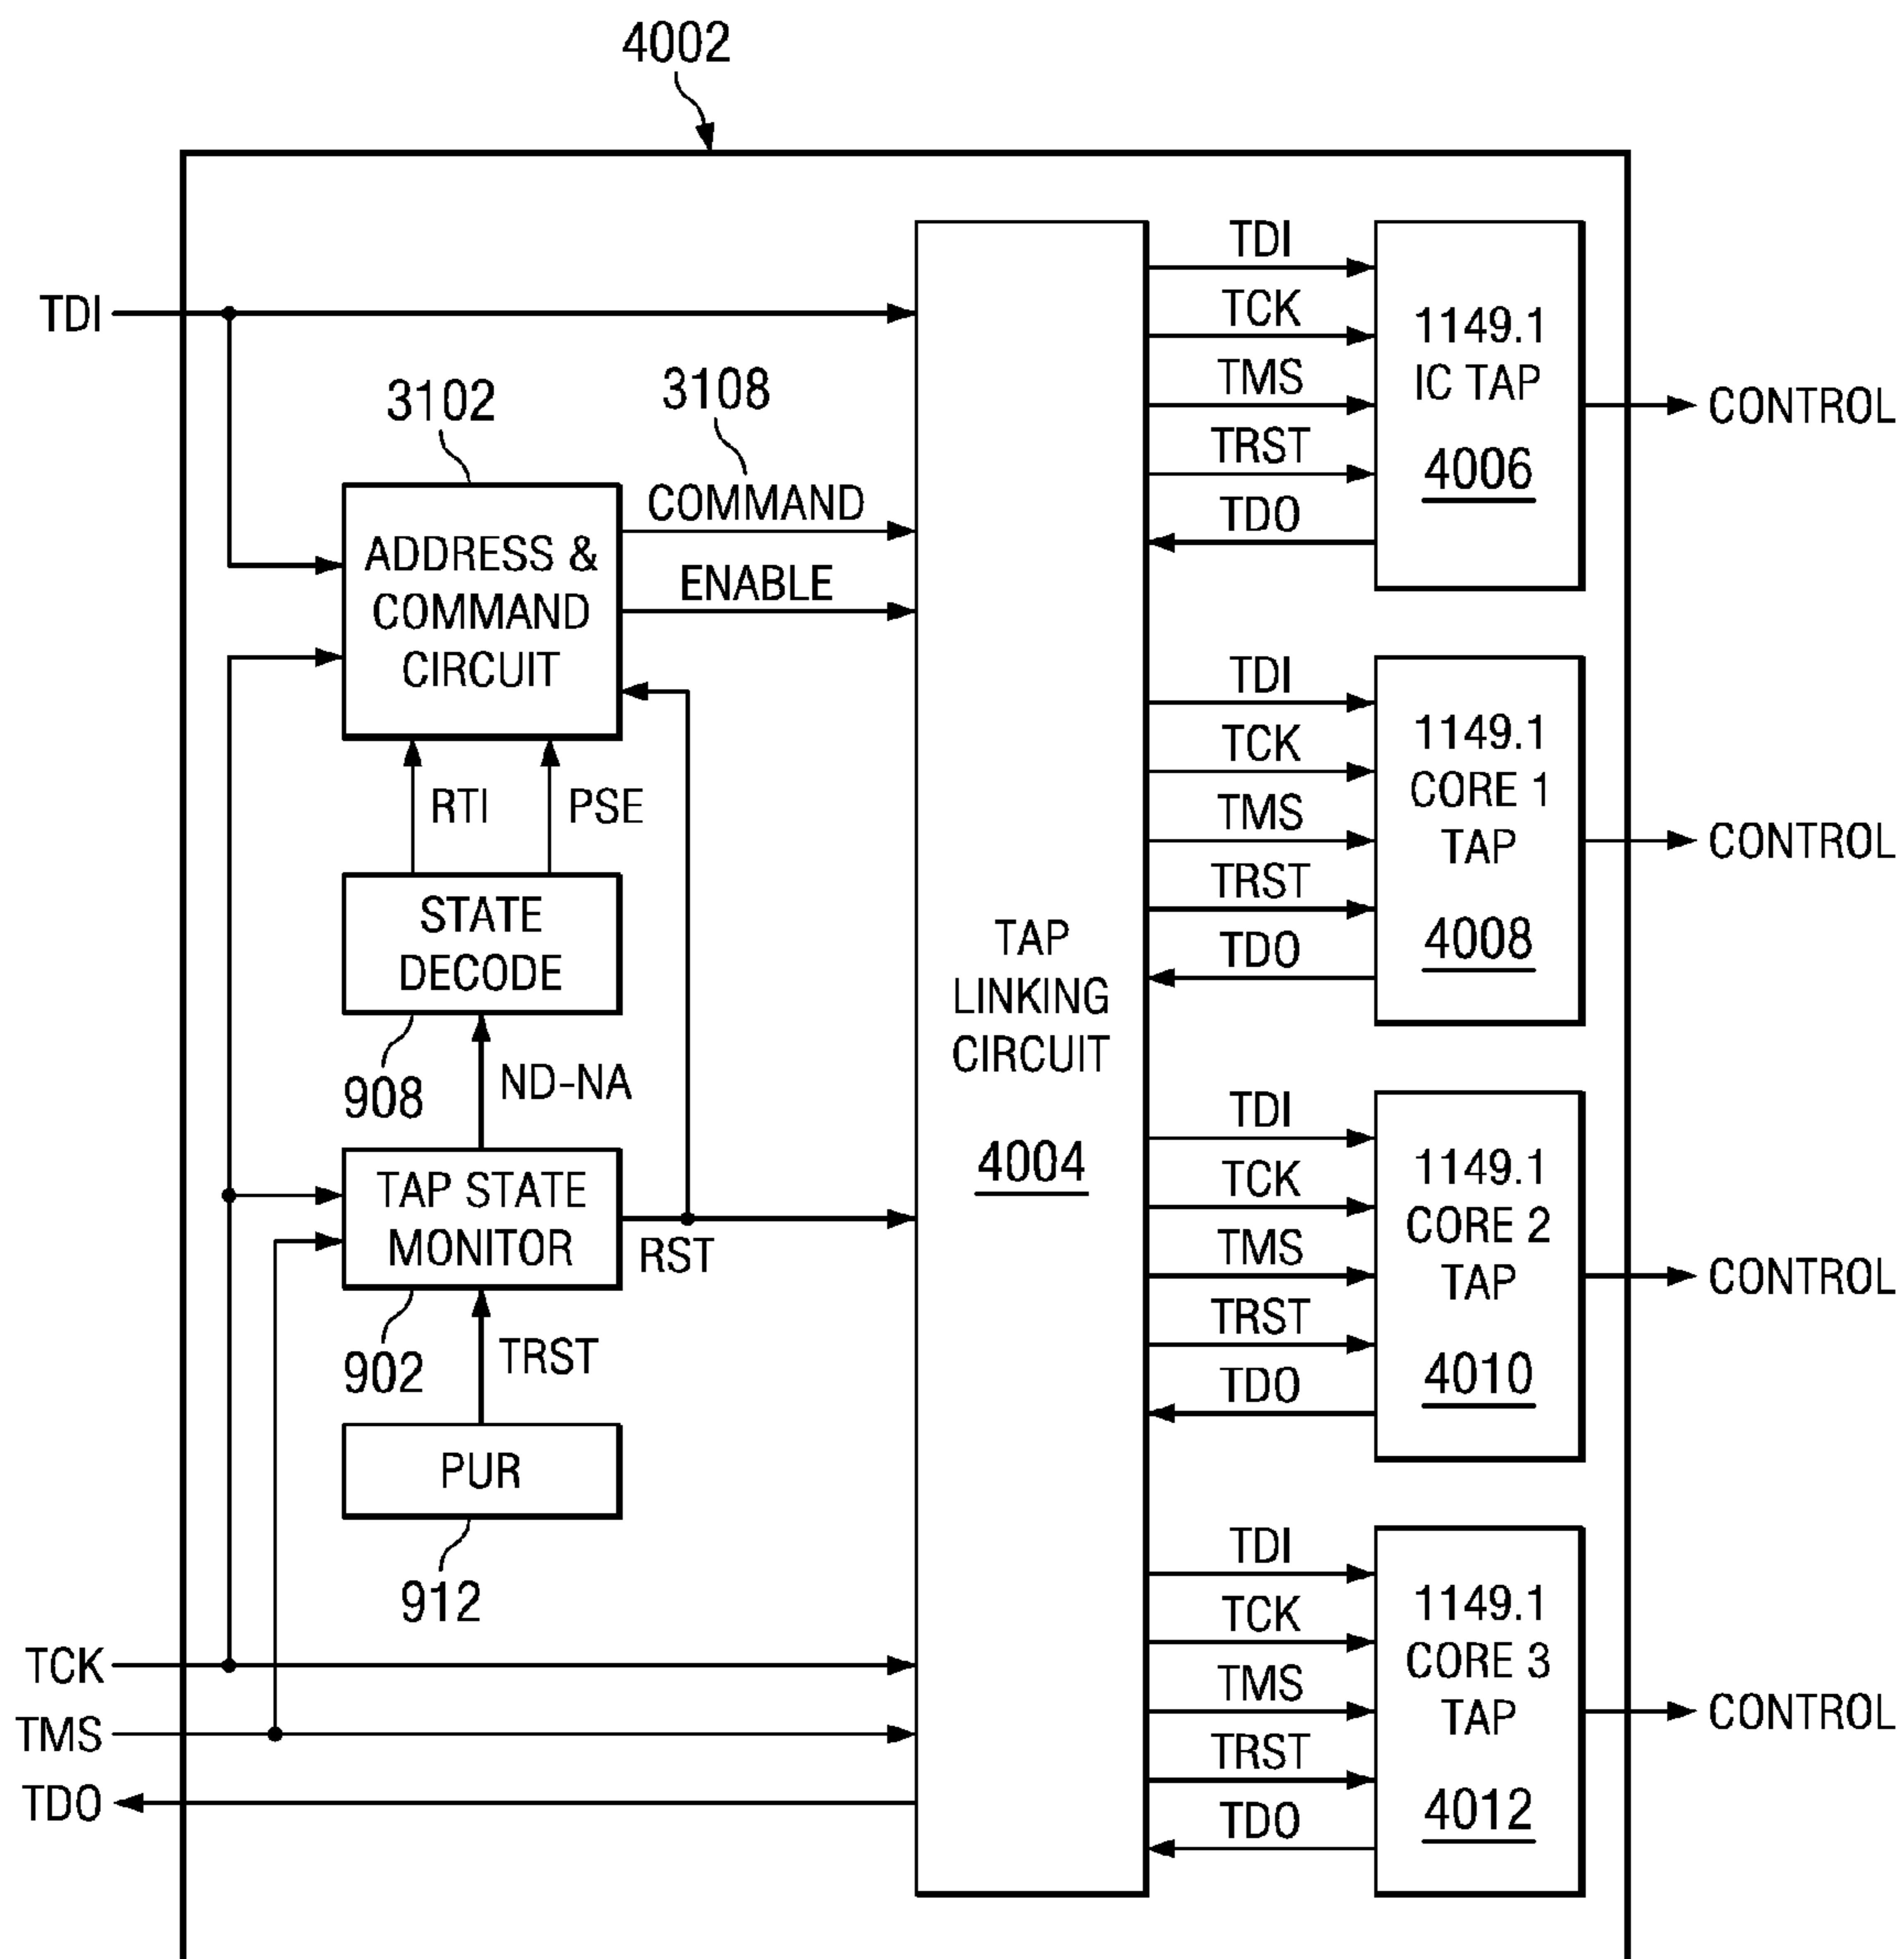 4002
TDI
3102
ADDRESS &
COMMAND
CIRCUIT
3108
COMMAND
ENABLE
RTI
PSE
STATE
DECODE
908
ND-NA
TAP STATE
MONITOR
902
RST
TRST
PUR
912
TCK
TMS
TDO
TAP
LINKING
CIRCUIT
4004
TDI
TCK
TMS
TRST
TDO
1149.1
IC TAP
4006
CONTROL
TDI
TCK
TMS
TRST
TDO
1149.1
CORE 1
TAP
4008
CONTROL
TDI
TCK
TMS
TRST
TDO
1149.1
CORE 2
TAP
4010
CONTROL
TDI
TCK
TMS
TRST
TDO
1149.1
CORE 3
TAP
4012
CONTROL